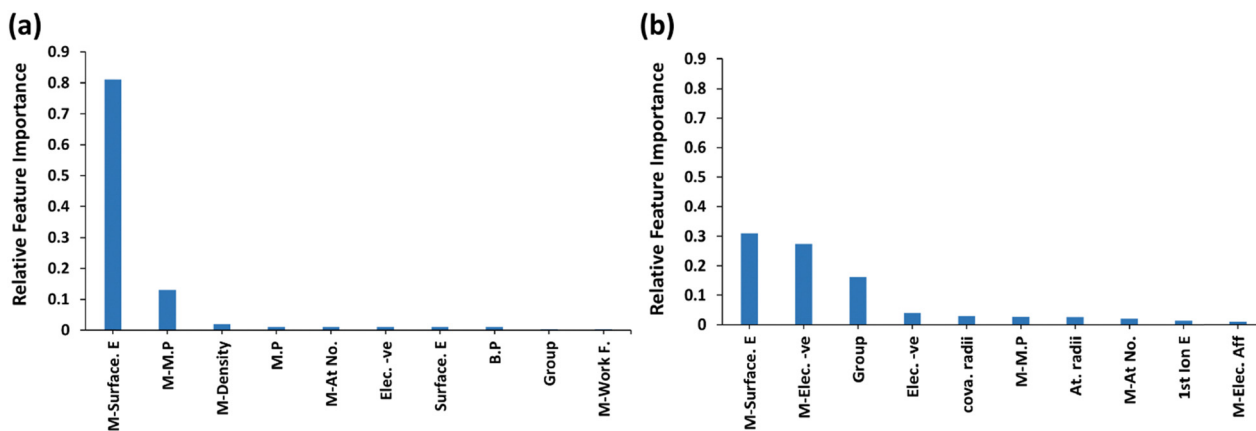 (a)
Relative Feature Importance
0.9
0.8
0.7
0.6
0.5
0.4
0.3
0.2
0.1
0
M-Surface. E
M-M.P
M-Density
M.P
M-At No.
Elec. -ve
Surface. E
B.P
Group
M-Work F.
(b)
Relative Feature Importance
0.9
0.8
0.7
0.6
0.5
0.4
0.3
0.2
0.1
0
M-Surface. E
M-Elec. -ve
Group
Elec. -ve
cova. radii
M-M.P
At. radii
M-At No.
1st Ion E
M-Elec. Aff